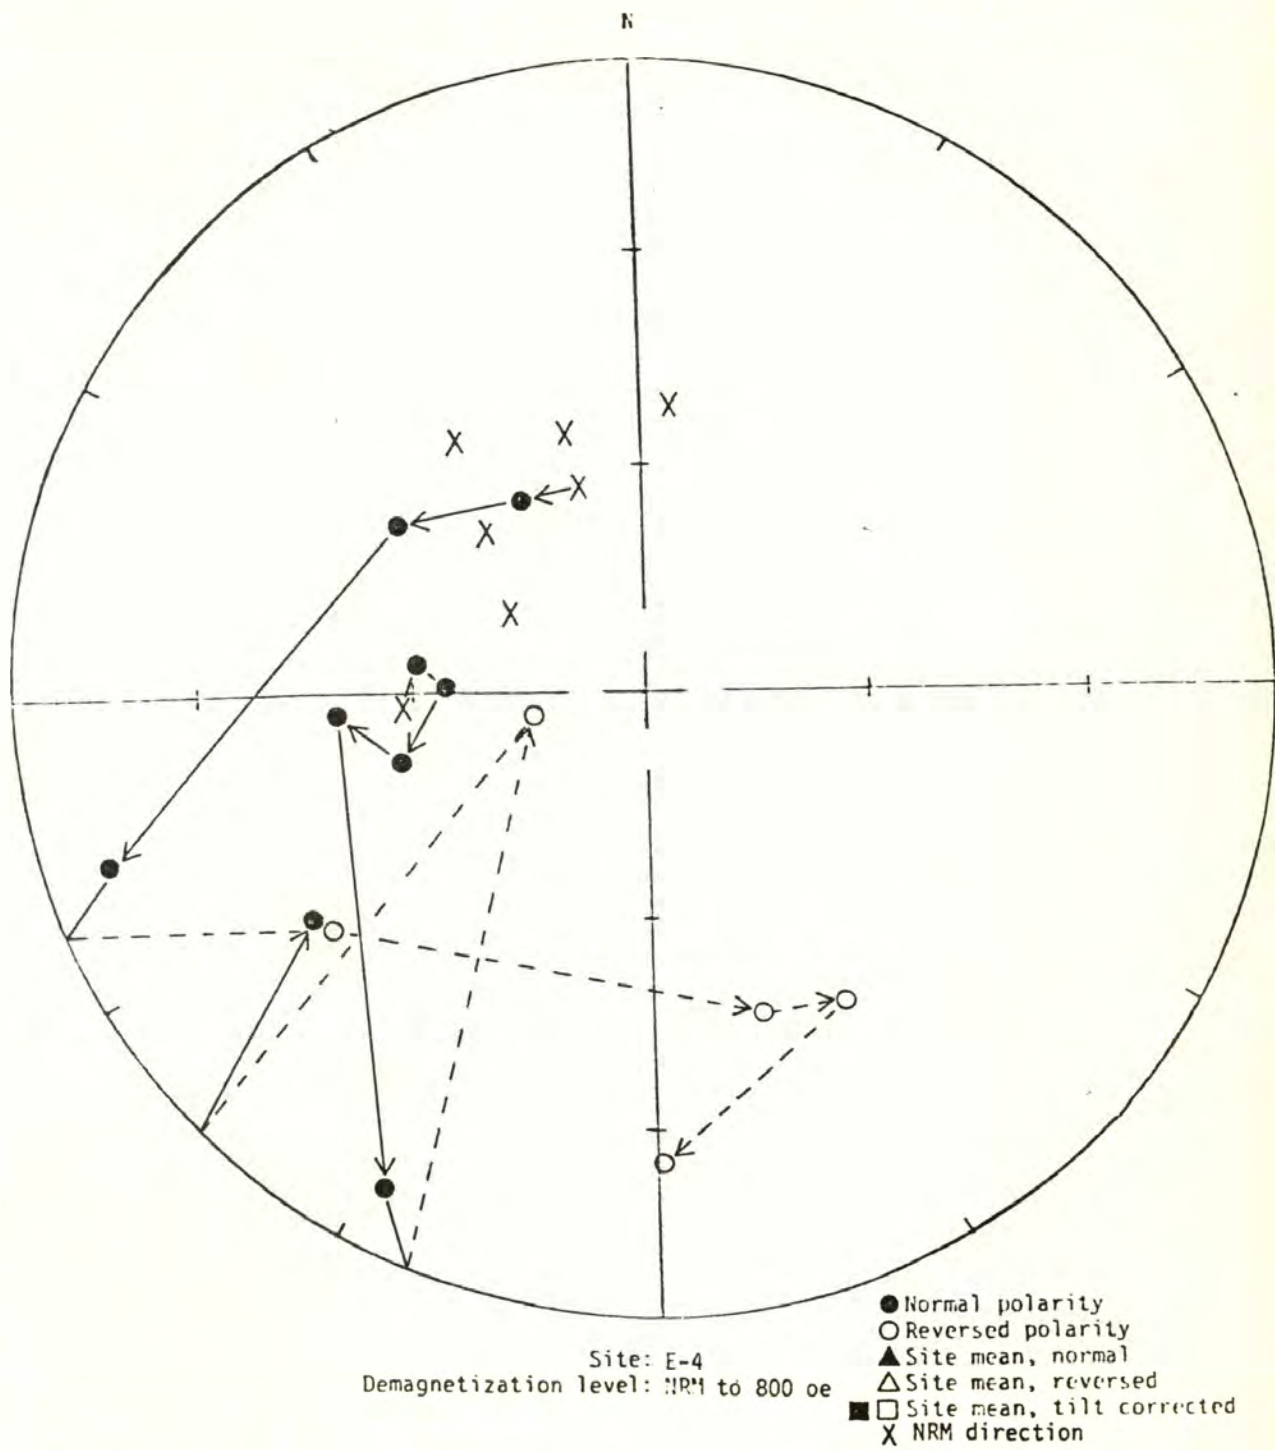 N
● Normal polarity
○ Reversed polarity
Site: E-4
▲ Site mean, normal
Demagnetization level: NRM to 800 oe
△ Site mean, reversed
■ □ Site mean, tilt corrected
X NRM direction